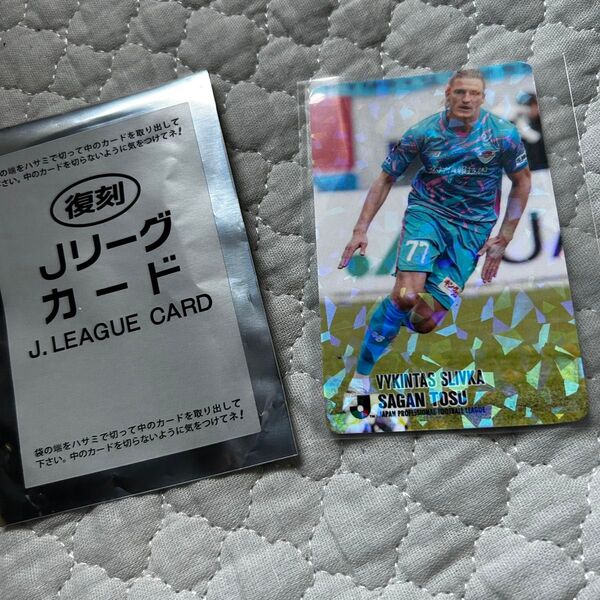 袋の端をハサミで切って中のカードを取り出して
下さい。中のカードを切らないように気をつけてネ!
復刻
Jリーグ
カード
J. LEAGUE CARD
袋の端をハサミで切って中のカードを取り出して
下さい。中のカードを切らないように気をつけてネ!
77
VYKINTAS SLIVKA
SAGAN TOSU
JAPAN PROFESSIONAL FOOTBALL LEAGUE